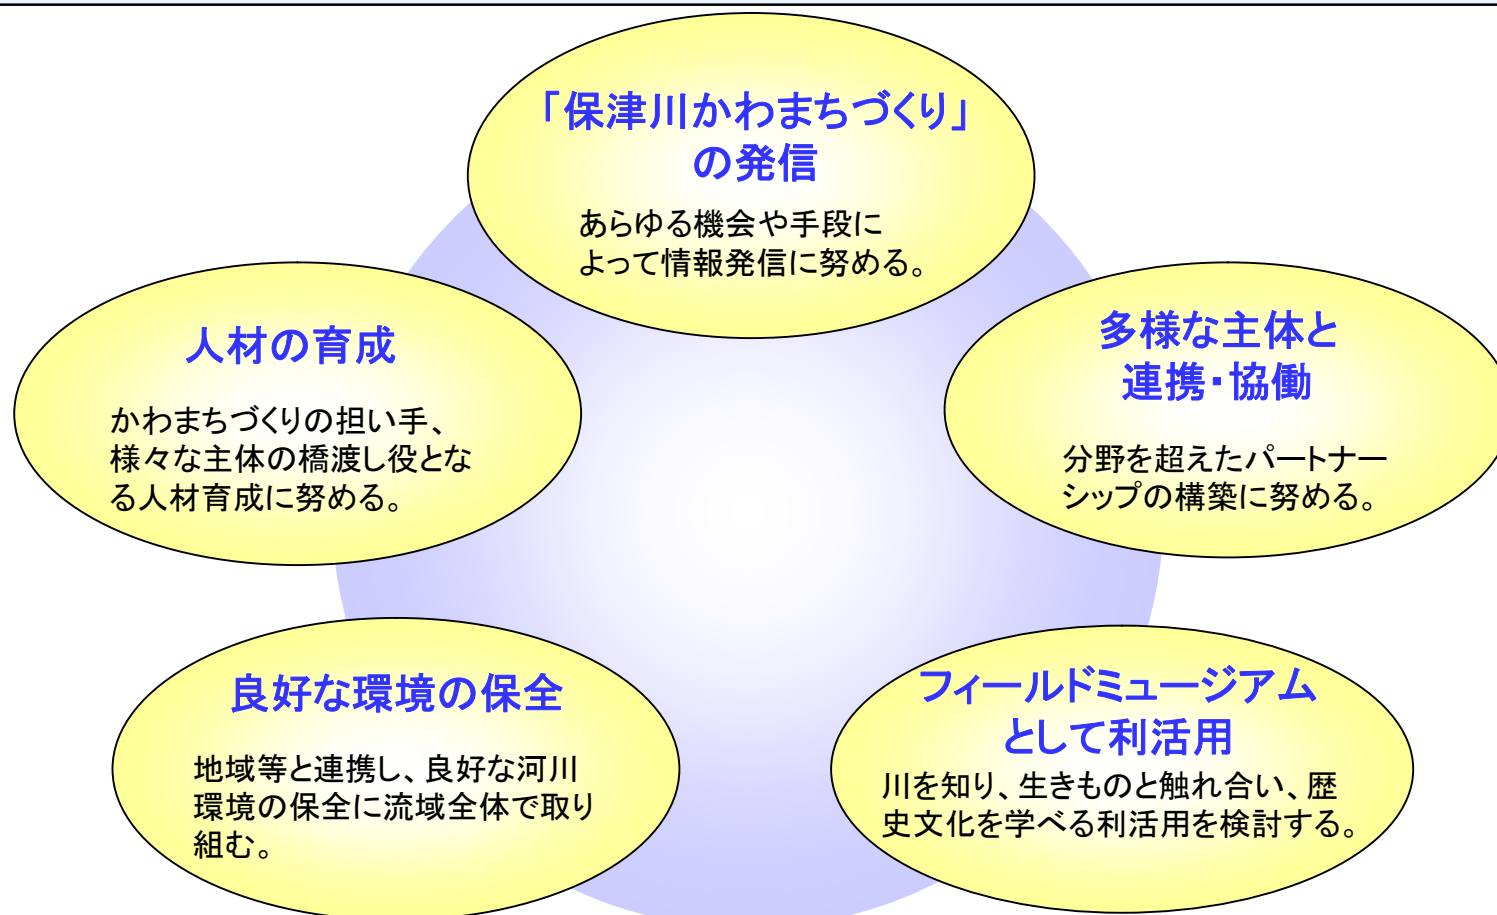 「保津川かわまちづくり」
の発信
あらゆる機会や手段に
よって情報発信に努める。
人材の育成
かわまちづくりの担い手、
様々な主体の橋渡し役とな
る人材育成に努める。
多様な主体と
連携・協働
分野を超えたパートナー
シップの構築に努める。
良好な環境の保全
地域等と連携し、良好な河川
環境の保全に流域全体で取り
組む。
フィールドミュージアム
として利活用
川を知り、生きものと触れ合い、歴
史文化を学べる利活用を検討する。